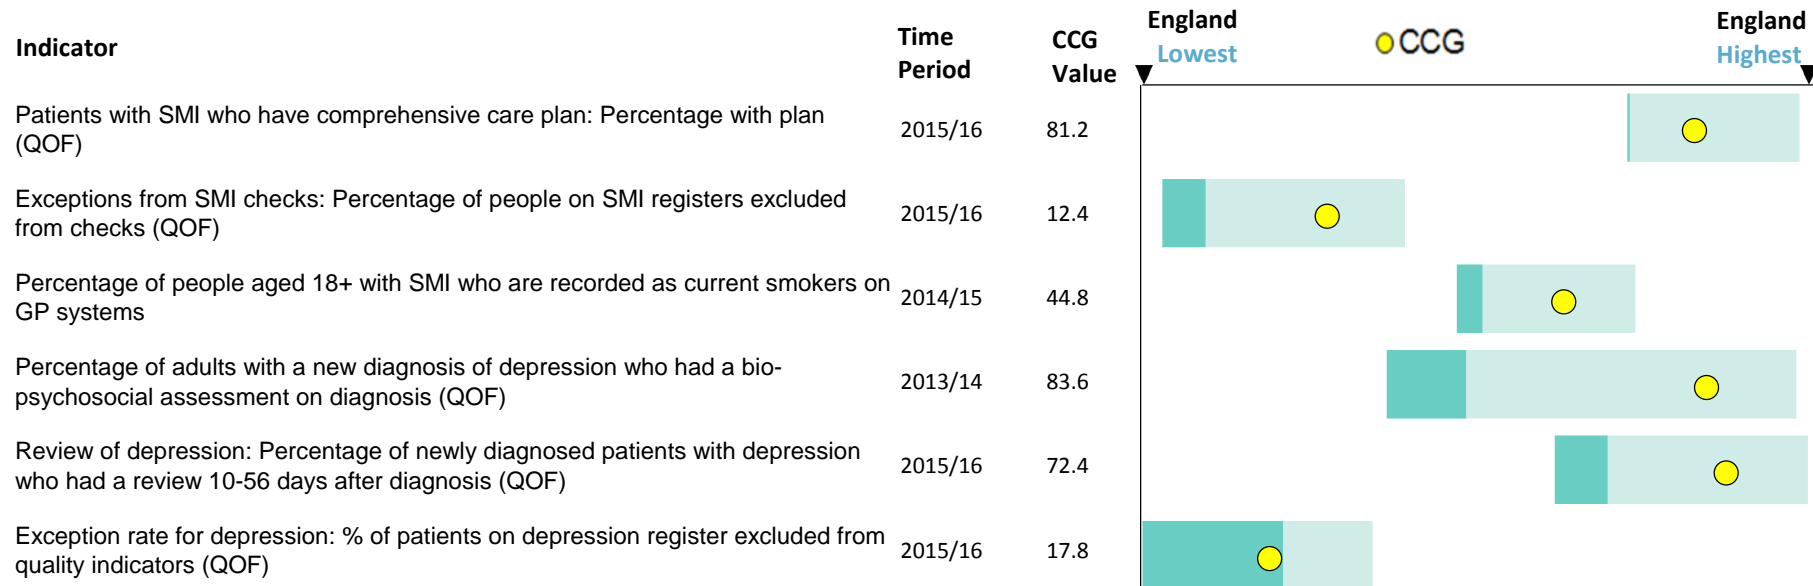 Indicator
Time Period
CCG Value
England Lowest
CCG
England Highest
Patients with SMI who have comprehensive care plan: Percentage with plan
(QOF)
2015/16
81.2
Exceptions from SMI checks: Percentage of people on SMI registers excluded
from checks (QOF)
2015/16
12.4
Percentage of people aged 18+ with SMI who are recorded as current smokers on
GP systems
2014/15
44.8
Percentage of adults with a new diagnosis of depression who had a bio-
psychosocial assessment on diagnosis (QOF)
2013/14
83.6
Review of depression: Percentage of newly diagnosed patients with depression
who had a review 10-56 days after diagnosis (QOF)
2015/16
72.4
Exception rate for depression: % of patients on depression register excluded from
quality indicators (QOF)
2015/16
17.8